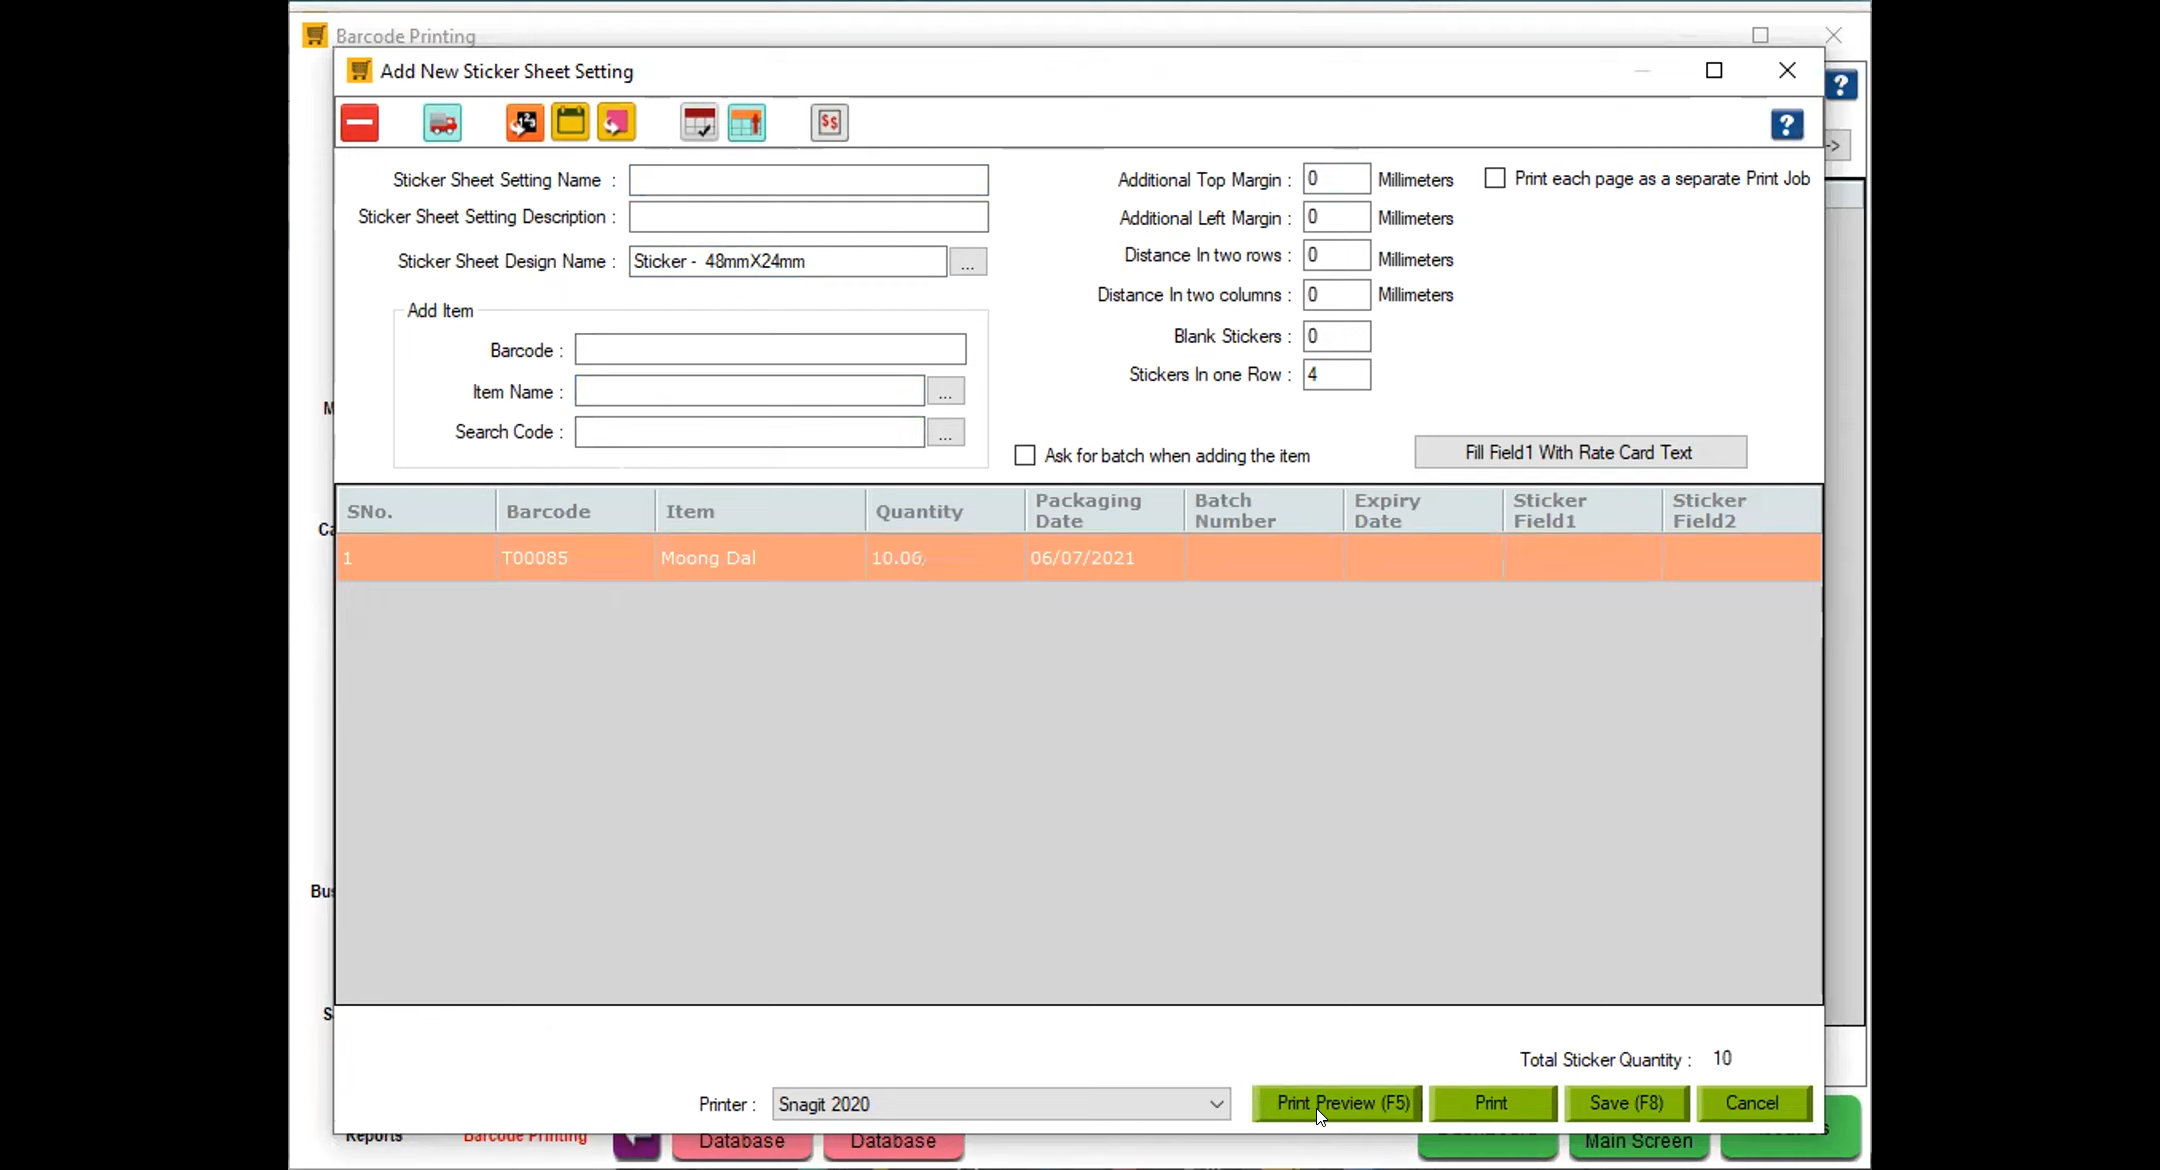 Barcode Printing
Add New Sticker Sheet Setting
?
?
123
$$
->
Sticker Sheet Setting Name :
Additional Top Margin : 0 Millimeters
Print each page as a separate Print Job
Sticker Sheet Setting Description :
Additional Left Margin : 0 Millimeters
Sticker Sheet Design Name : Sticker - 48mmX24mm ...
Distance In two rows : 0 Millimeters
Distance In two columns : 0 Millimeters
Add Item
Barcode :
Blank Stickers : 0
Item Name : ...
Stickers In one Row : 4
Search Code : ...
Ask for batch when adding the item
Fill Field1 With Rate Card Text
SNo. Barcode Item Quantity Packaging Date Batch Number Expiry Date Sticker Field1 Sticker Field2
1 T00085 Moong Dal 10.00 06/07/2021
M
Ca
Bus
S
Total Sticker Quantity : 10
Printer : Snagit 2020 Print Preview (F5) Print Save (F8) Cancel
Reports Barcode Printing Database Database Main Screen